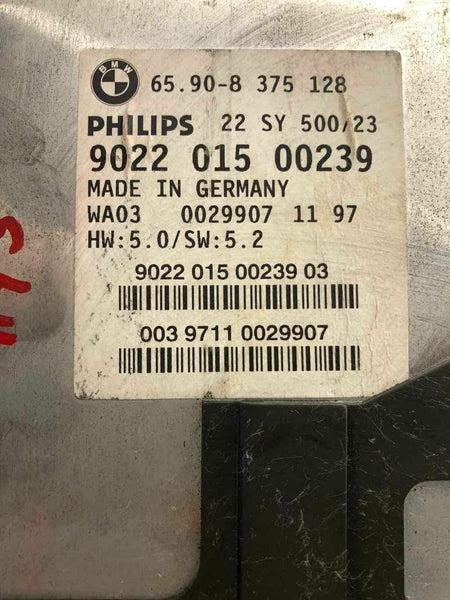 BMW
65.90-8 375 128
PHILIPS 22 SY 500/23
9022 015 00239
MADE IN GERMANY
WA03 0029907 11 97
HW:5.0/SW:5.2
9022 015 00239 03
003 9711 0029907